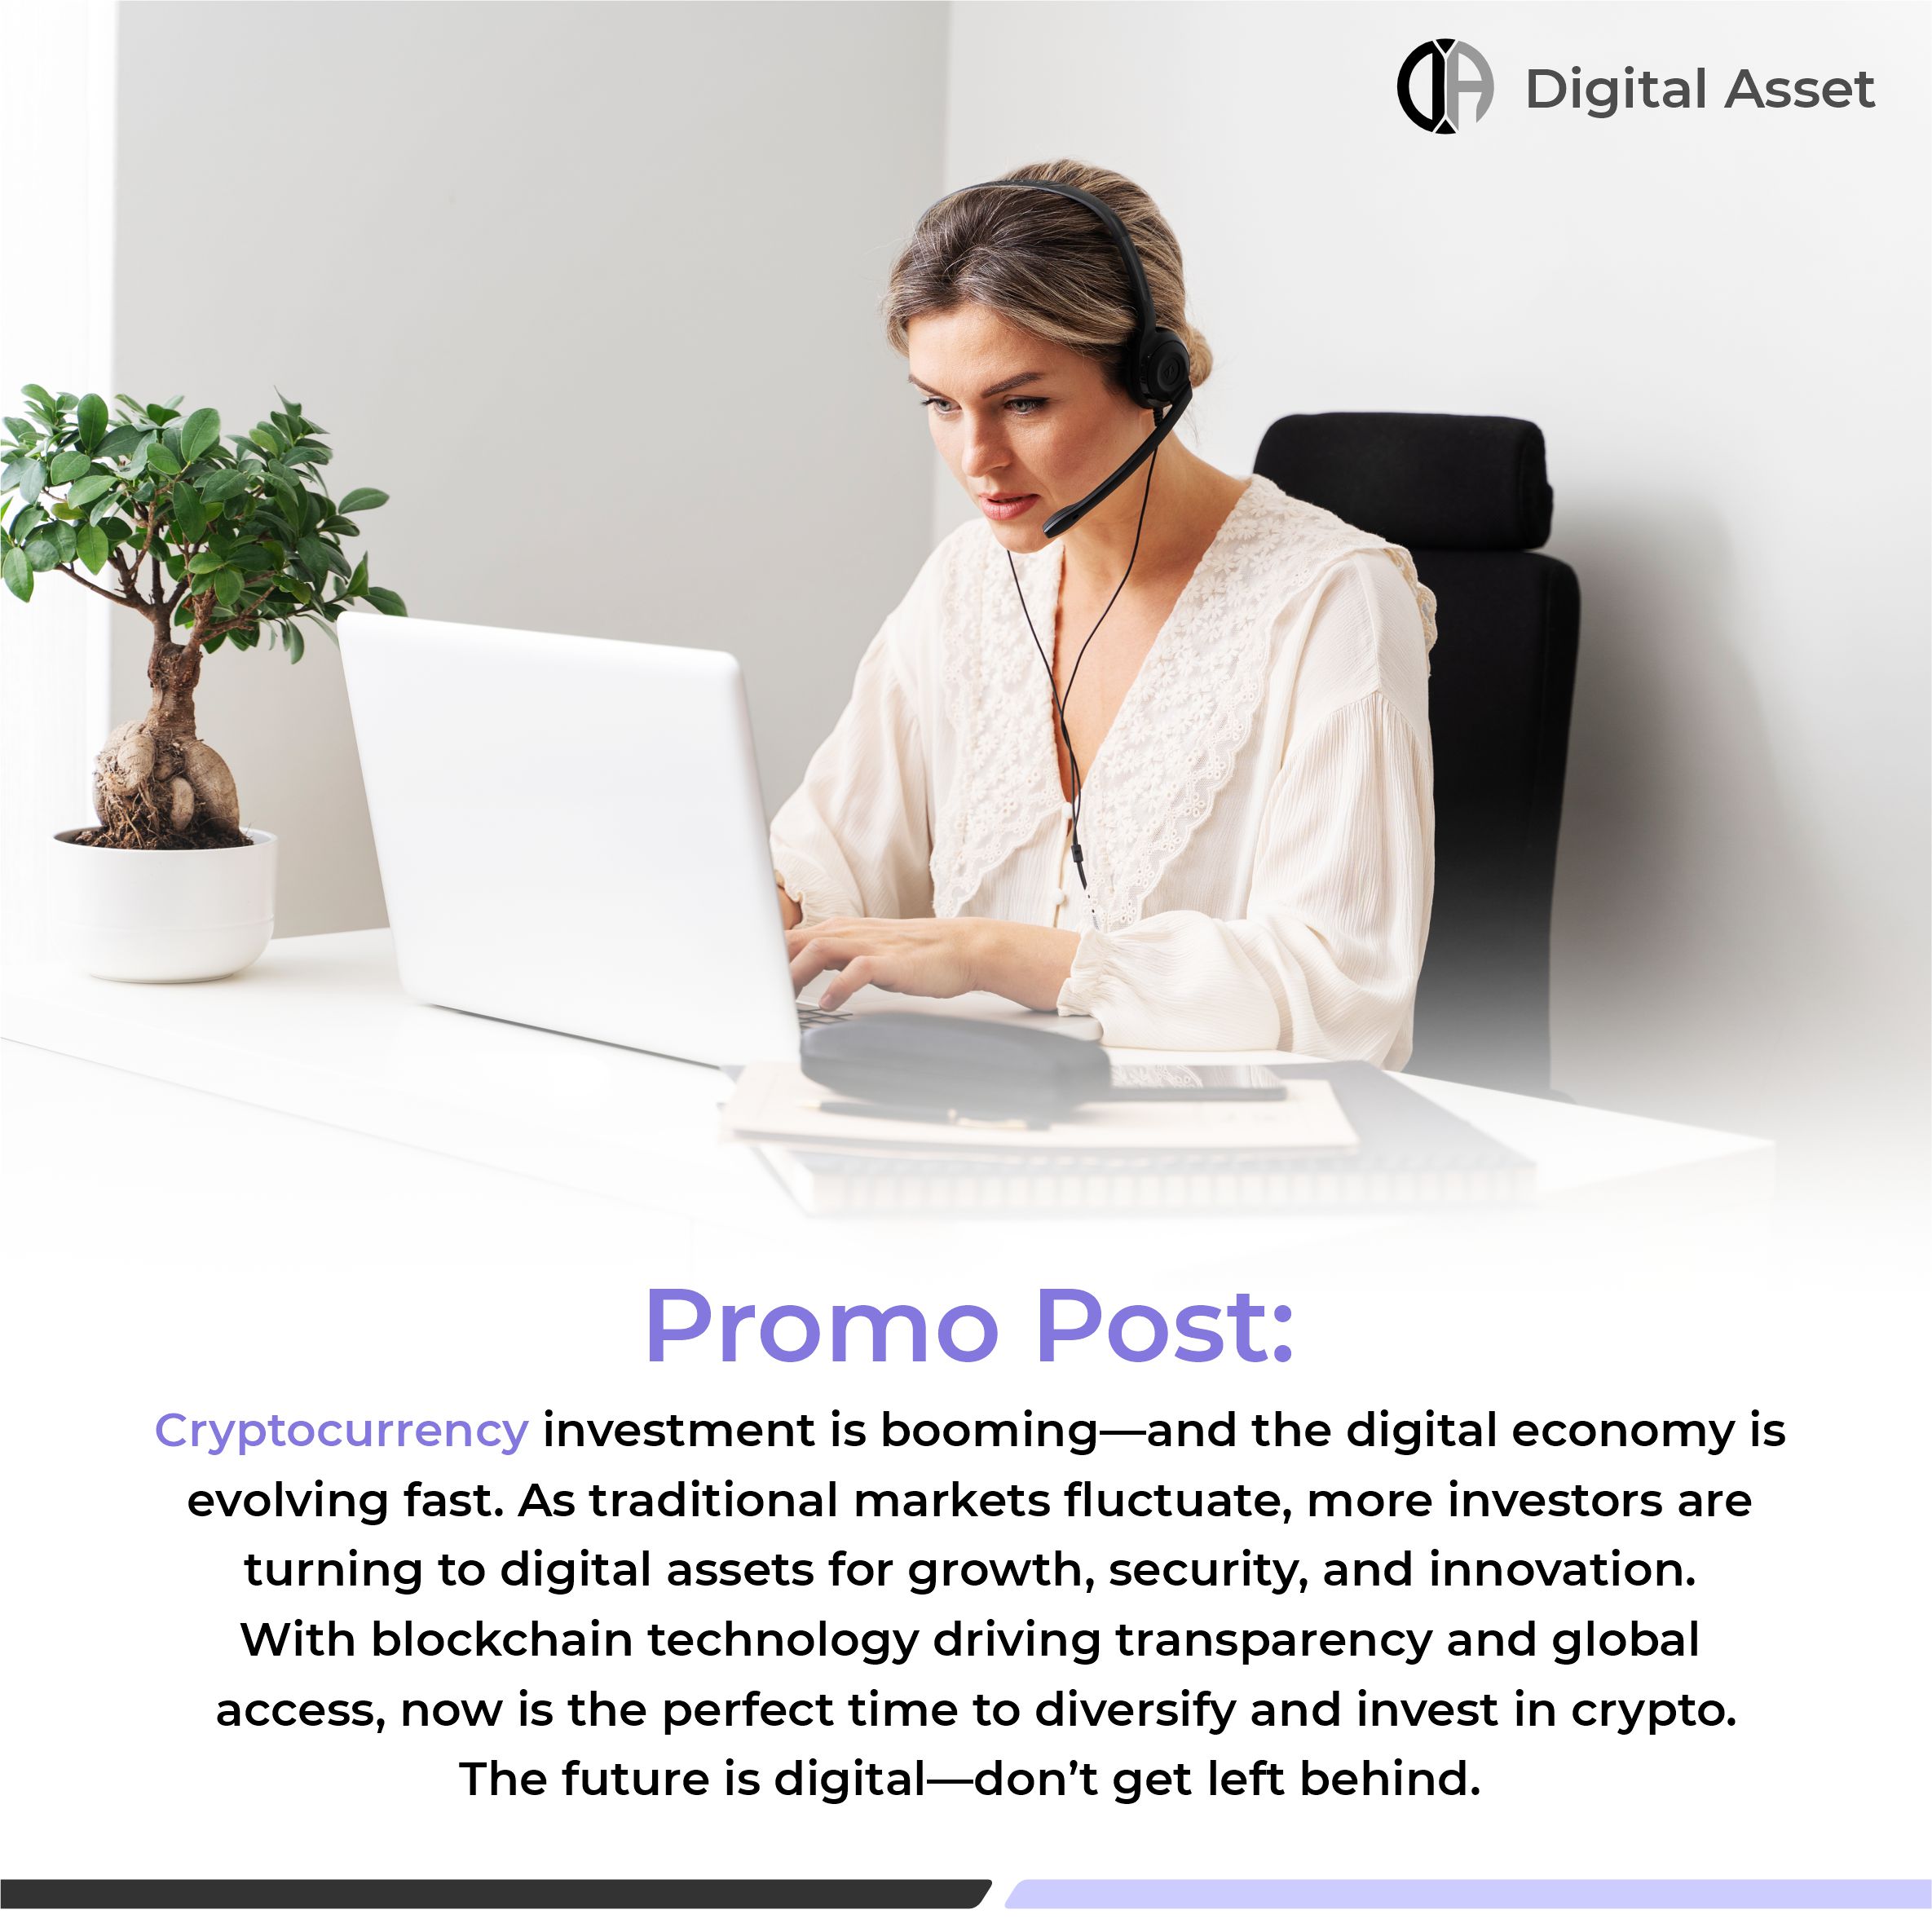 Digital Asset
Promo Post:
Cryptocurrency investment is booming—and the digital economy is
evolving fast. As traditional markets fluctuate, more investors are
turning to digital assets for growth, security, and innovation.
With blockchain technology driving transparency and global
access, now is the perfect time to diversify and invest in crypto.
The future is digital—don’t get left behind.